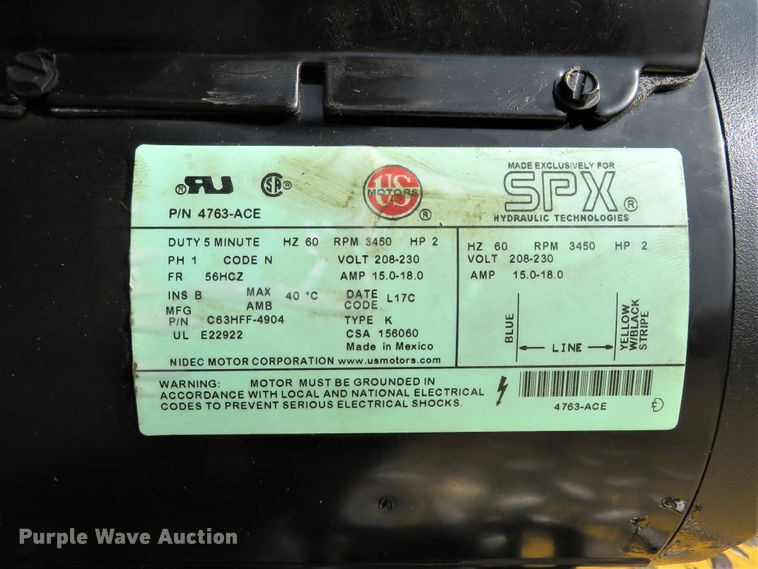 US
MOTORS
®
MADE EXCLUSIVELY FOR
SPX®
HYDRAULIC TECHNOLOGIES
P/N 4763-ACE
DUTY 5 MINUTE HZ 60 RPM 3450 HP 2
PH 1 CODE N VOLT 208-230
FR 56HCZ AMP 15.0-18.0
INS B MAX AMB 40 °C DATE CODE L17C
MFG P/N C63HFF-4904 TYPE K
UL E22922 CSA 156060
Made in Mexico
NIDEC MOTOR CORPORATION www.usmotors.com
HZ 60 RPM 3450 HP 2
VOLT 208-230
AMP 15.0-18.0
BLUE
LINE
YELLOW
W/BLACK
STRIPE
WARNING: MOTOR MUST BE GROUNDED IN
ACCORDANCE WITH LOCAL AND NATIONAL ELECTRICAL
CODES TO PREVENT SERIOUS ELECTRICAL SHOCKS.
4763-ACE
Purple Wave Auction